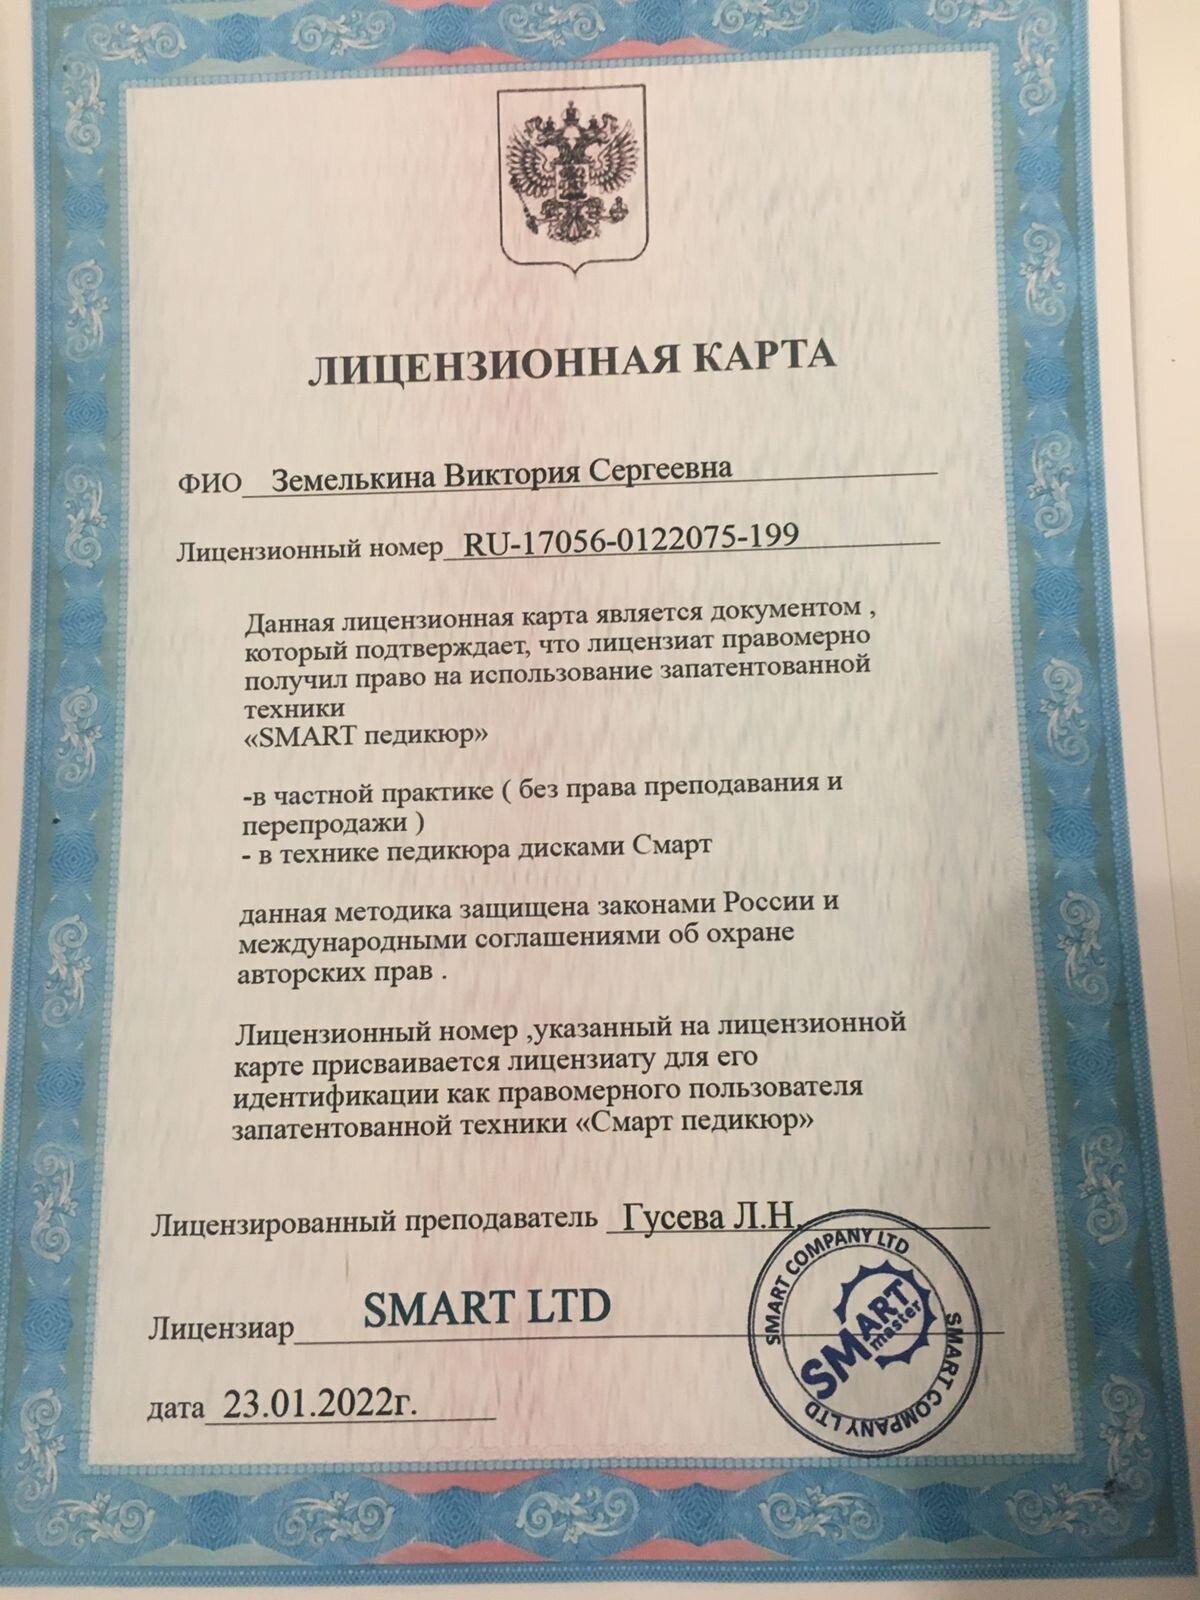 ЛИЦЕНЗИОННАЯ КАРТА
ФИО Земелькина Виктория Сергеевна
Лицензионный номер RU-17056-0122075-199
Данная лицензионная карта является документом ,
который подтверждает, что лицензиат правомерно
получил право на использование запатентованной
техники
«SMART педикюр»
-в частной практике ( без права преподавания и
перепродажи )
- в технике педикюра дисками Смарт
данная методика защищена законами России и
международными соглашениями об охране
авторских прав .
Лицензионный номер ,указанный на лицензионной
карте присваивается лицензиату для его
идентификации как правомерного пользователя
запатентованной техники «Смарт педикюр»
Лицензированный преподаватель Гусева Л.Н.
Лицензиар SMART LTD
дата 23.01.2022г.
SMART COMPANY LTD
SMART COMPANY LTD
SMART
master